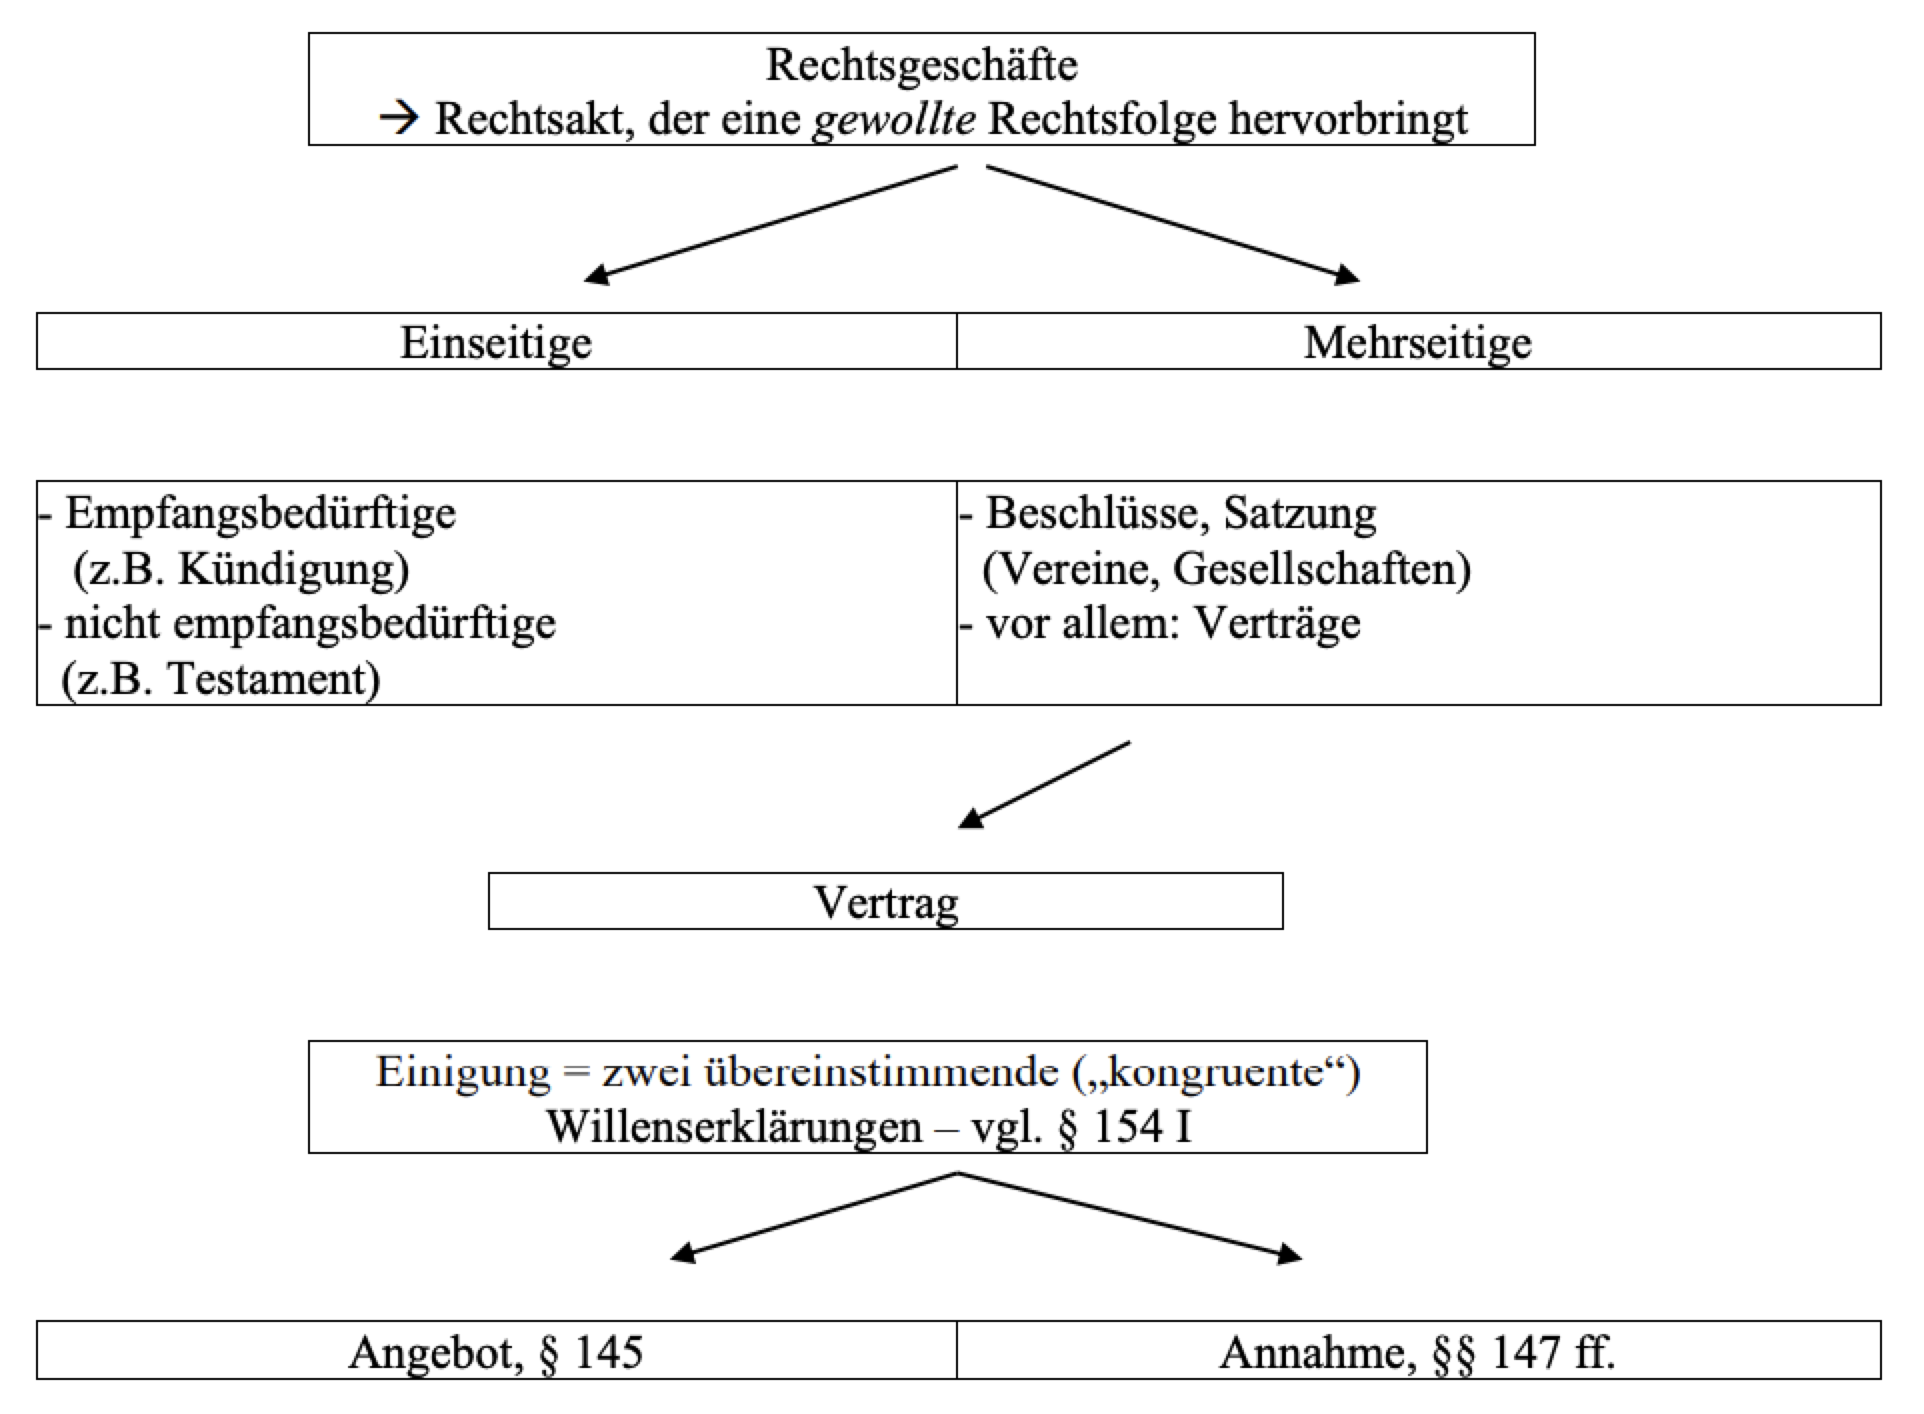 Rechtsgeschäfte
→ Rechtsakt, der eine gewollte Rechtsfolge hervorbringt
Einseitige
Mehrseitige
- Empfangsbedürftige
(z.B. Kündigung)
- nicht empfangsbedürftige
(z.B. Testament)
- Beschlüsse, Satzung
(Vereine, Gesellschaften)
- vor allem: Verträge
Vertrag
Einigung = zwei übereinstimmende („kongruente“)
Willenserklärungen – vgl. § 154 I
Angebot, § 145
Annahme, §§ 147 ff.